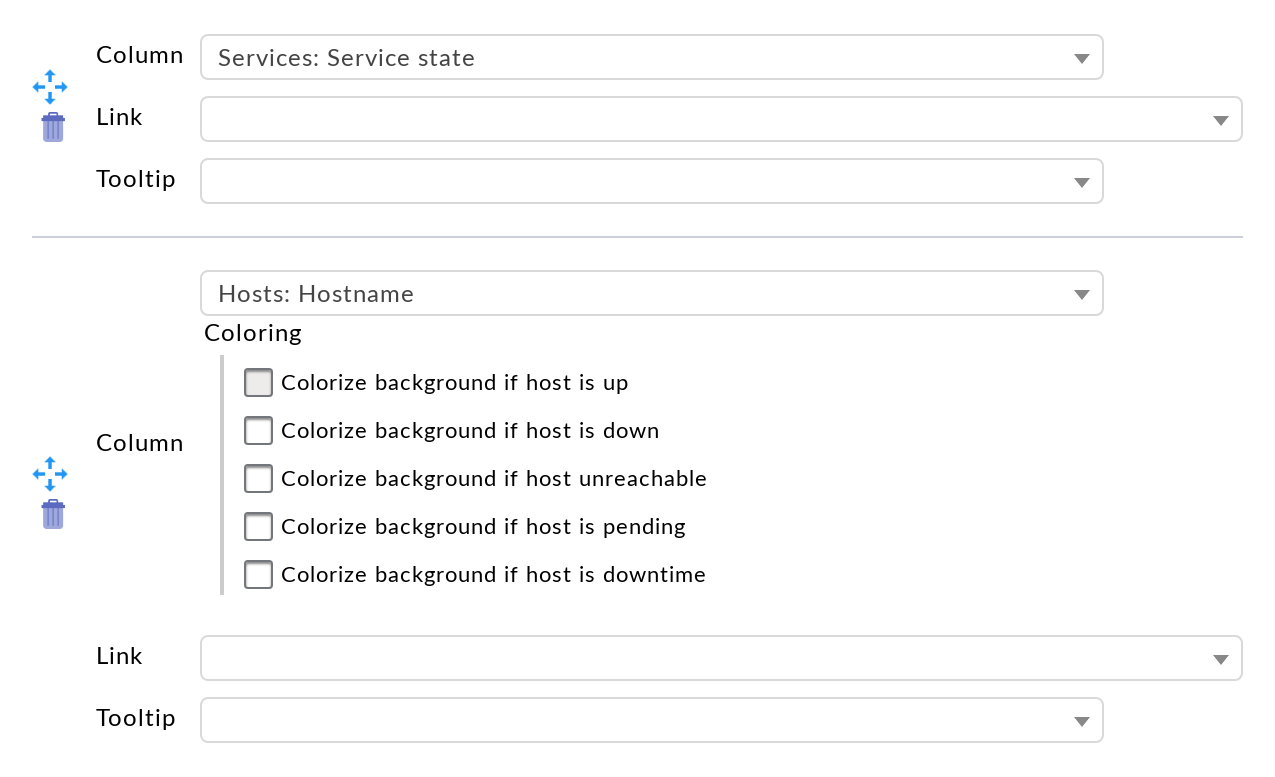 Column Services: Service state
Link
Tooltip
Hosts: Hostname
Coloring
Colorize background if host is up
Colorize background if host is down
Column
Colorize background if host unreachable
Colorize background if host is pending
Colorize background if host is downtime
Link
Tooltip